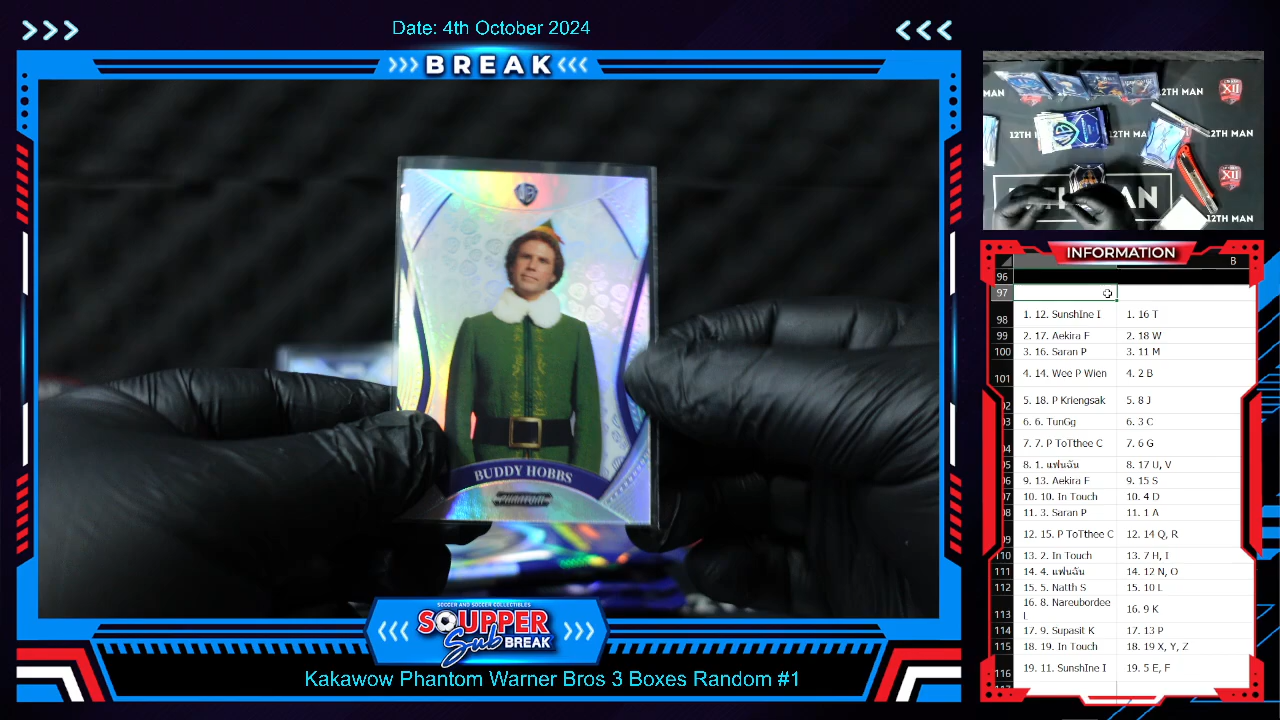 Date: 4th October 2024
BREAK
BUDDY HOBBS
PHANTOM
SOCCER AND SOCCER COLLECTIBLES
SOUPPER
Sub BREAK
Kakawow Phantom Warner Bros 3 Boxes Random #1
MAN
12TH MAN
XII
12TH
12TH MAN
12TH MAN
XII
MAN
12TH MAN
INFORMATION
B
96
97
98 1. 12. SunshIne I 1. 16 T
99 2. 17. Aekira F 2. 18 W
100 3. 16. Saran P 3. 11 M
101 4. 14. Wee P Wien 4. 2 B
5. 18. P Kriengsak 5. 8 J
6. 6. TunGg 6. 3 C
7. 7. P ToTthee C 7. 6 G
8. 1. แฟนฉัน 8. 17 U, V
9. 13. Aekira F 9. 15 S
10. 10. In Touch 10. 4 D
11. 3. Saran P 11. 1 A
12. 15. P ToTthee C 12. 14 Q, R
110 13. 2. In Touch 13. 7 H, I
111 14. 4. แฟนฉัน 14. 12 N, O
112 15. 5. Natth S 15. 10 L
113 16. 8. Nareubordee L 16. 9 K
114 17. 9. Supasit K 17. 13 P
115 18. 19. In Touch 18. 19 X, Y, Z
116 19. 11. SunshIne I 19. 5 E, F